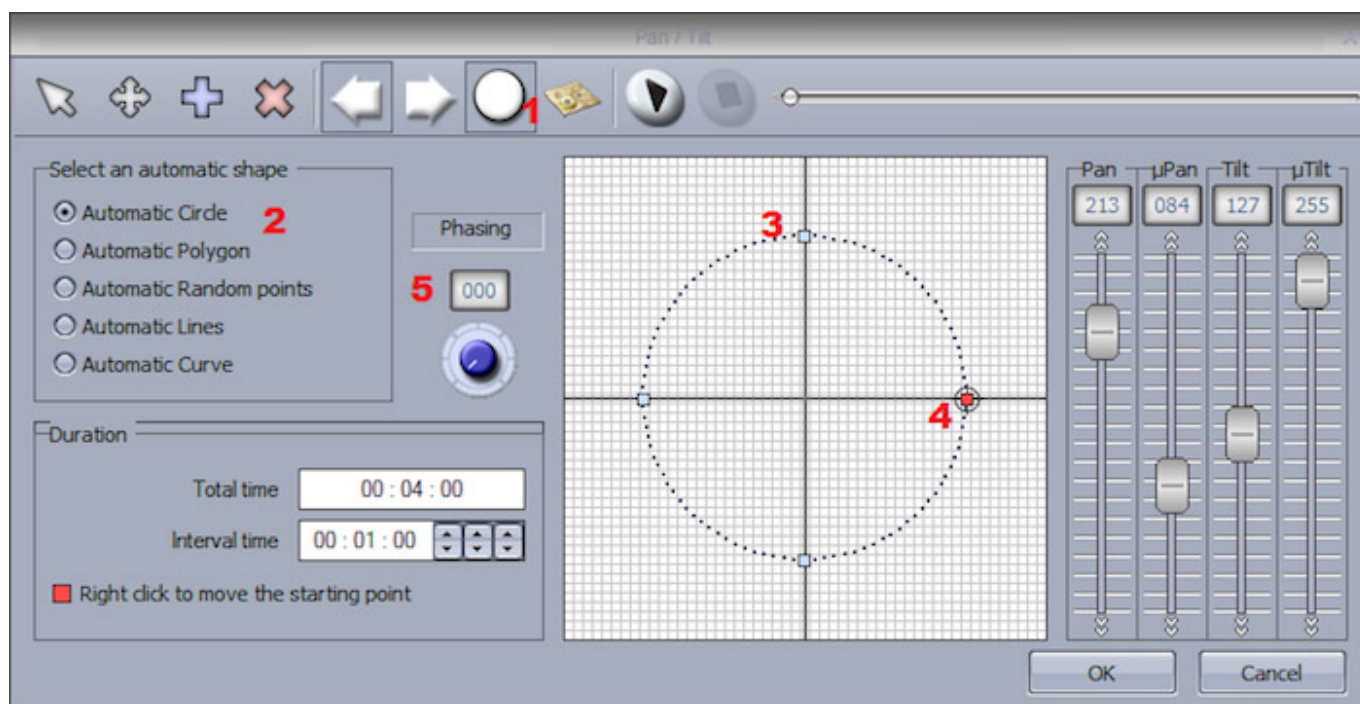 Pan / Tilt
1
Select an automatic shape
Automatic Circle 2
Automatic Polygon
Automatic Random points
Automatic Lines
Automatic Curve
Phasing
5 000
3
4
Pan µPan Tilt µTilt
213 084 127 255
Duration
Total time 00 : 04 : 00
Interval time 00 : 01 : 00
Right click to move the starting point
OK Cancel